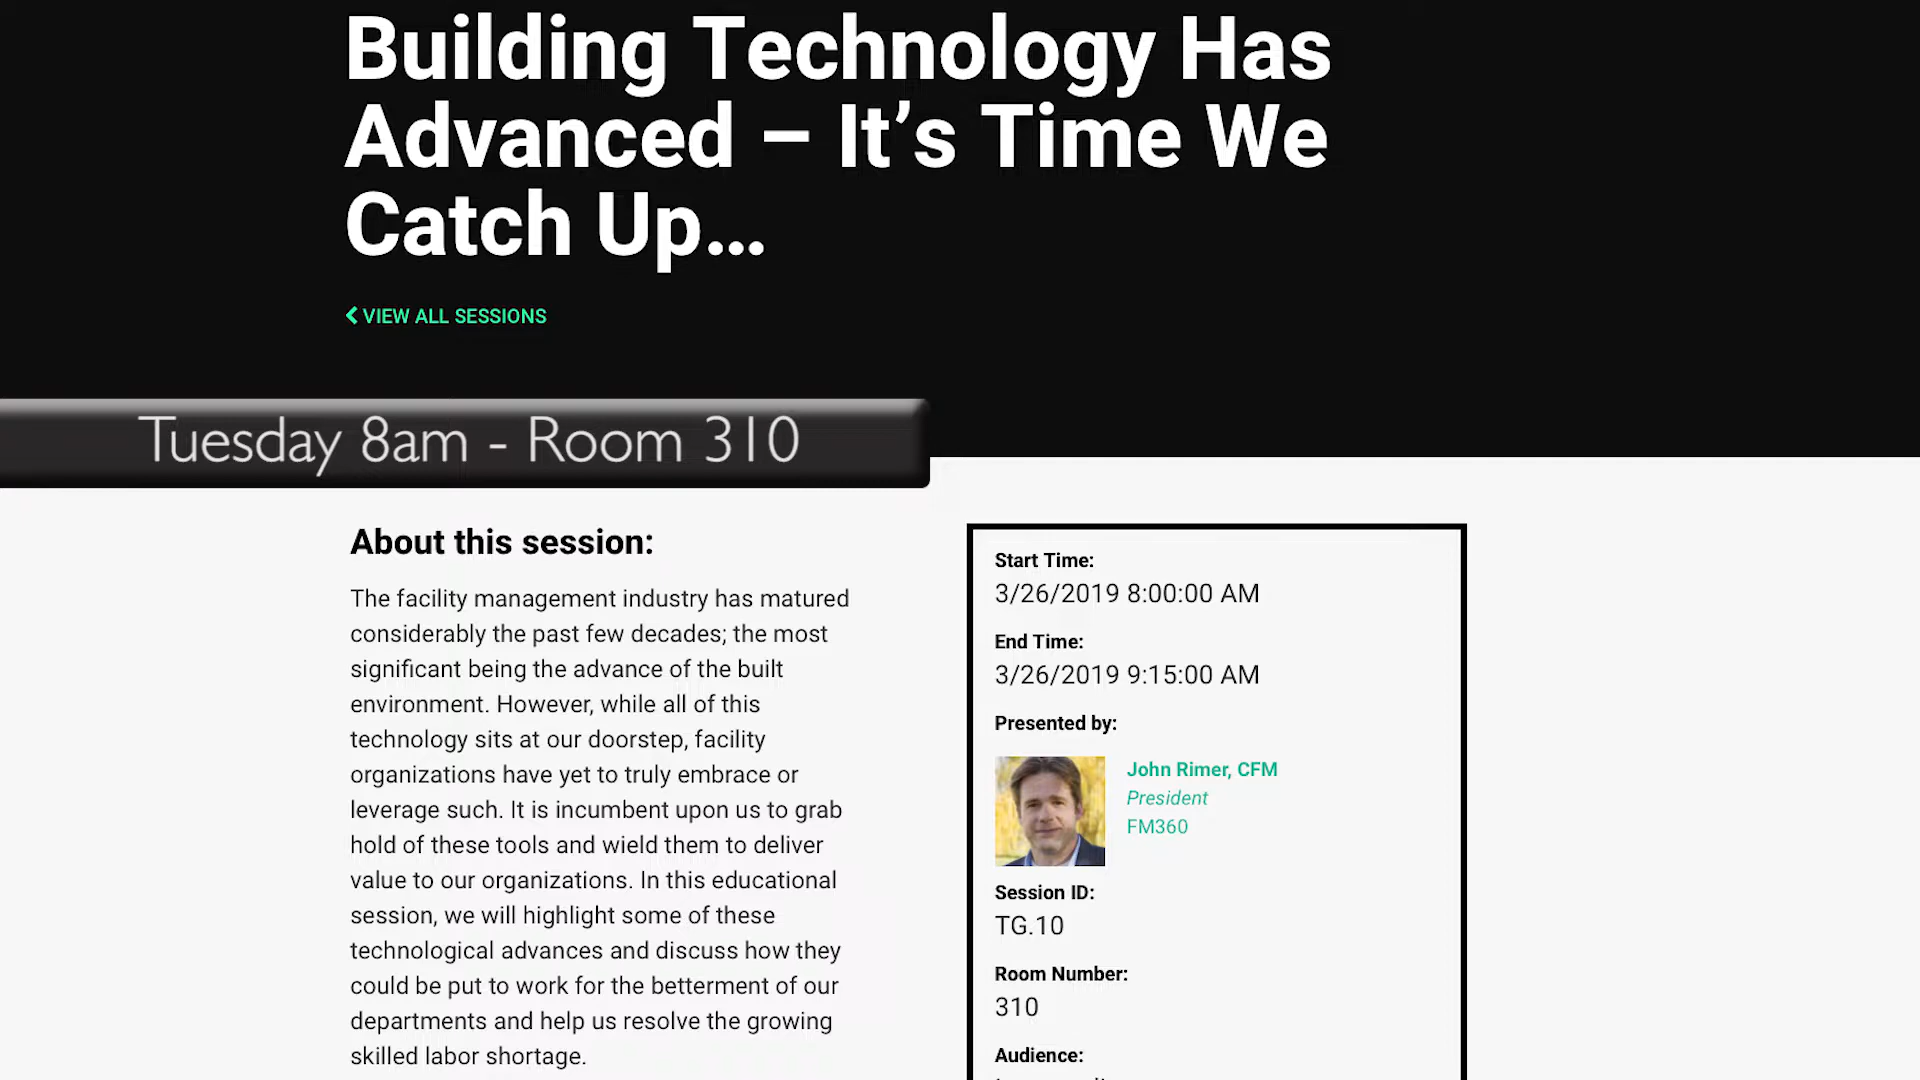 Building Technology Has
Advanced – It’s Time We
Catch Up…
VIEW ALL SESSIONS
Tuesday 8am - Room 310
About this session:
The facility management industry has matured
considerably the past few decades; the most
significant being the advance of the built
environment. However, while all of this
technology sits at our doorstep, facility
organizations have yet to truly embrace or
leverage such. It is incumbent upon us to grab
hold of these tools and wield them to deliver
value to our organizations. In this educational
session, we will highlight some of these
technological advances and discuss how they
could be put to work for the betterment of our
departments and help us resolve the growing
skilled labor shortage.
Start Time:
3/26/2019 8:00:00 AM
End Time:
3/26/2019 9:15:00 AM
Presented by:
John Rimer, CFM
President
FM360
Session ID:
TG.10
Room Number:
310
Audience: